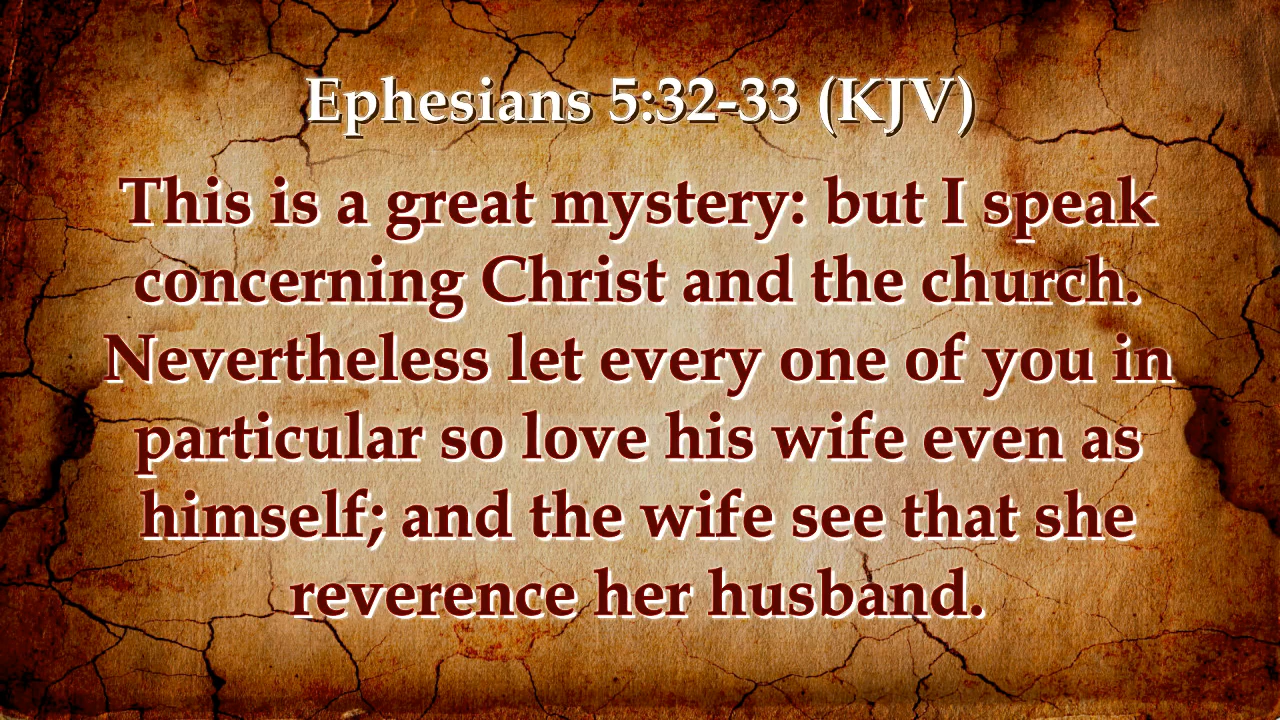 Ephesians 5:32-33 (KJV)
This is a great mystery: but I speak
concerning Christ and the church.
Nevertheless let every one of you in
particular so love his wife even as
himself; and the wife see that she
reverence her husband.